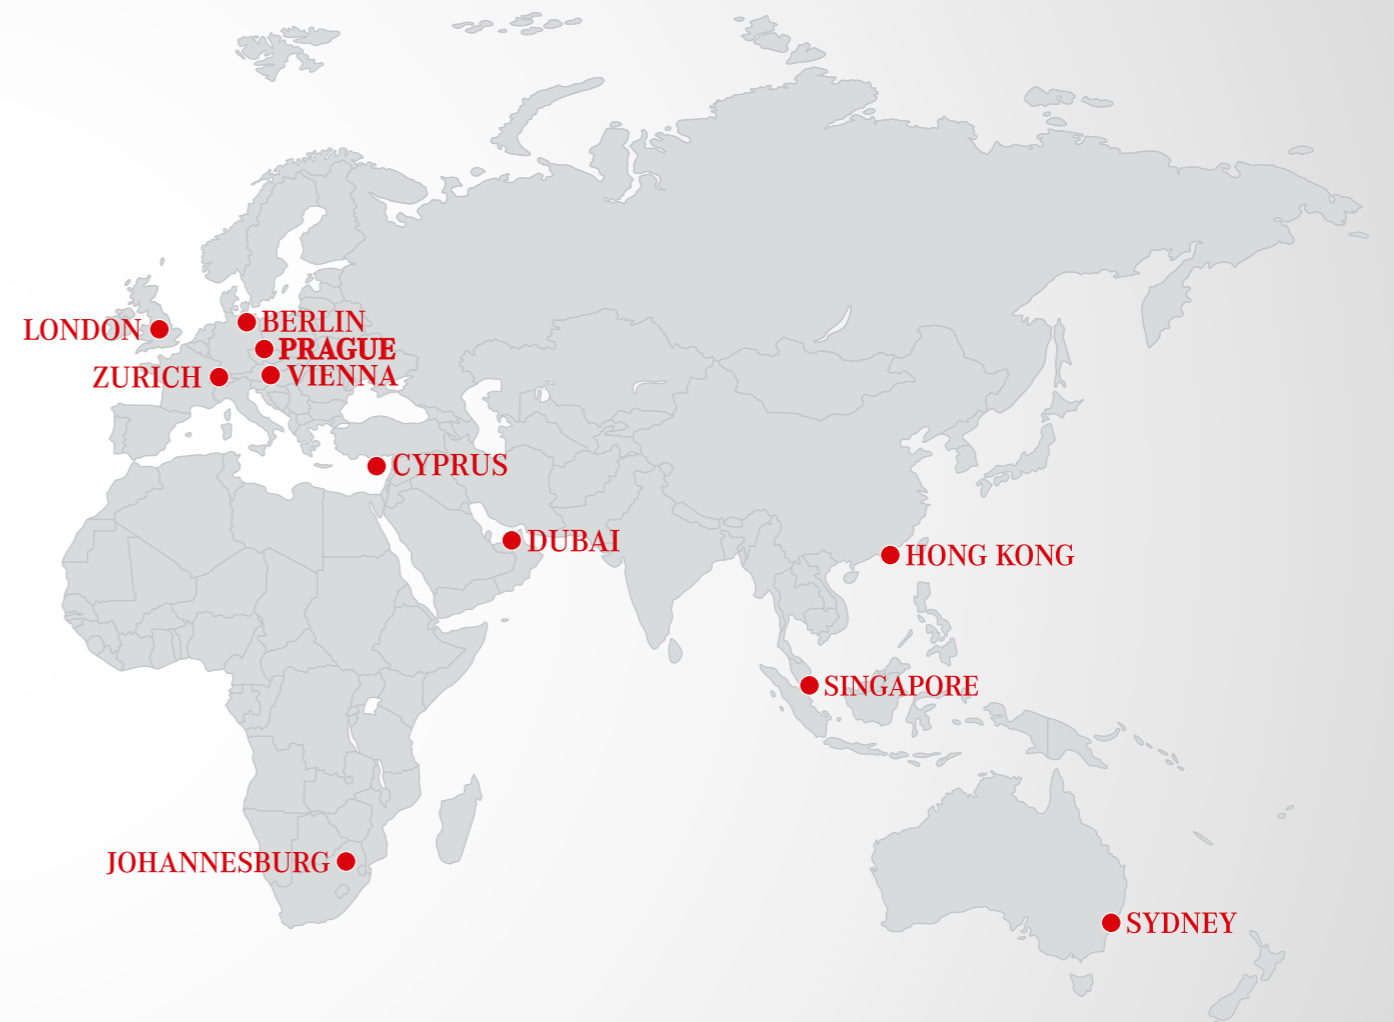 LONDON
BERLIN
PRAGUE
ZURICH
VIENNA
CYPRUS
DUBAI
HONG KONG
SINGAPORE
JOHANNESBURG
SYDNEY